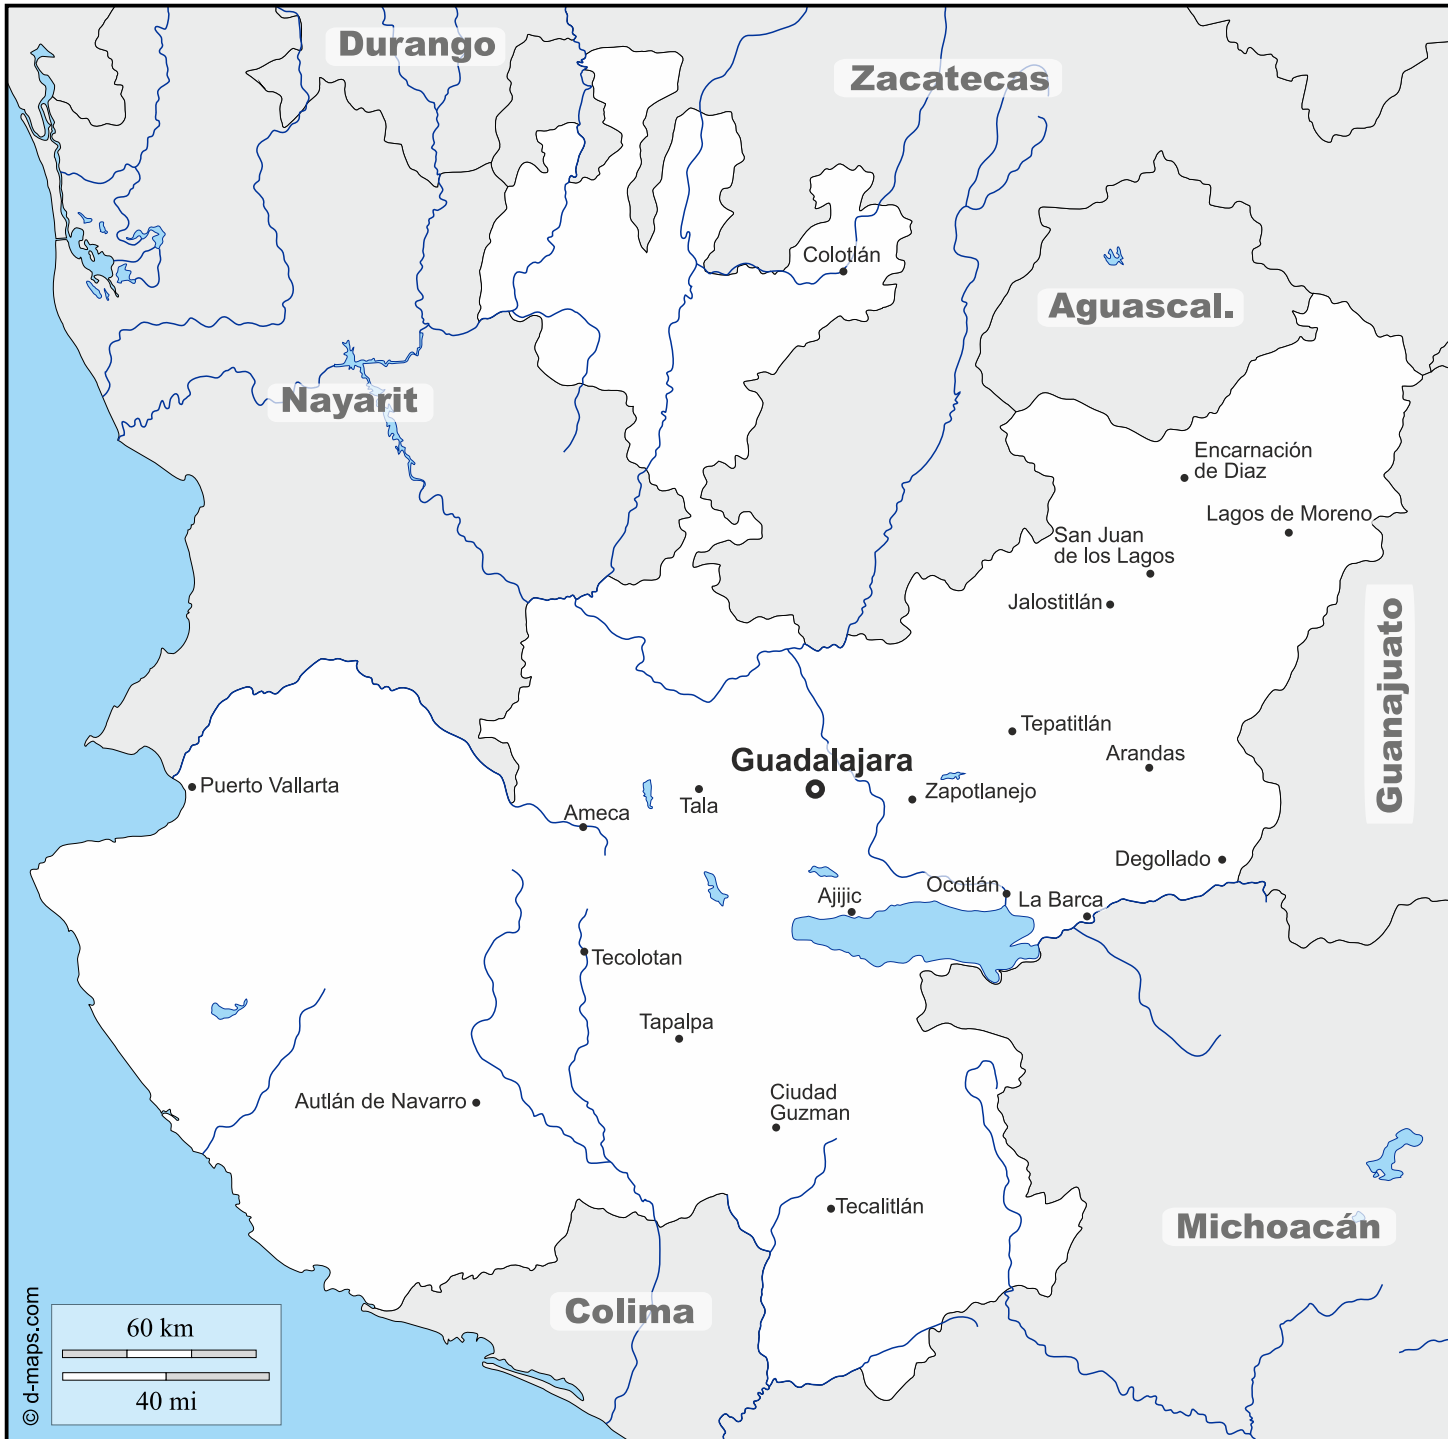 Durango
Zacatecas
Colotlán
Aguascal.
Nayarit
Encarnación
de Diaz
Lagos de Moreno
San Juan
de los Lagos
Jalostitlán
Guanajuato
Tepatitlán
Arandas
Guadalajara
Puerto Vallarta
Zapotlanejo
Tala
Ameca
Degollado
Ocotlán
Ajijic
La Barca
Tecolotan
Tapalpa
Ciudad
Guzman
Autlán de Navarro
Tecalitlán
Michoacán
Colima
60 km
40 mi
© d-maps.com